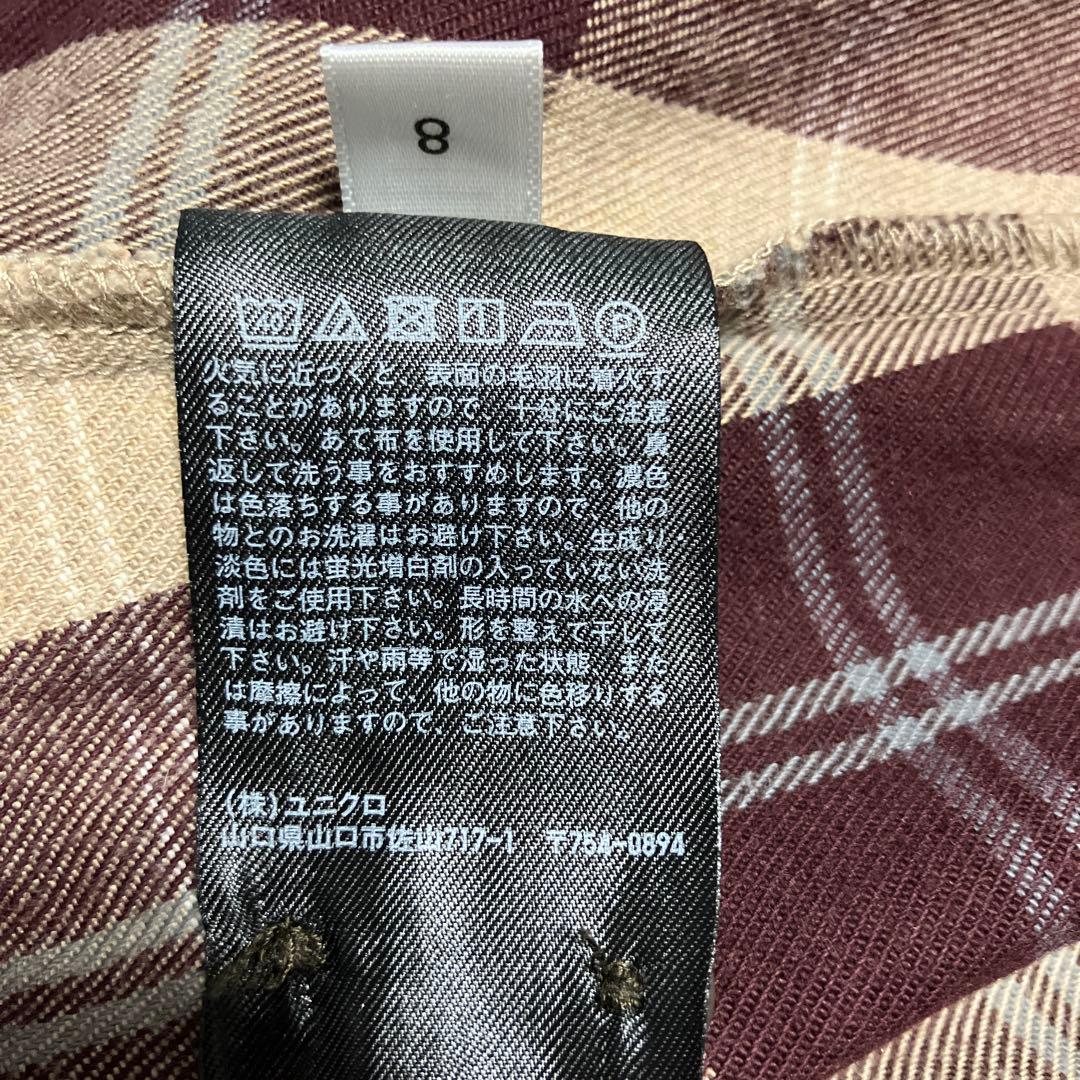 8
40
P
火気に近づくと、表面の毛羽に着火す
ることがありますので、十分にご注意
下さい。あて布を使用して下さい。裏
返して洗う事をおすすめします。濃色
は色落ちする事がありますので、他の
物とのお洗濯はお避け下さい。生成り
淡色には蛍光増白剤の入っていない洗
剤をご使用下さい。長時間の水への浸
漬はお避け下さい。形を整えて干して
下さい。汗や雨等で湿った状態、また
は摩擦によって、他の物に色移りする
事がありますので、ご注意下さい。
(株)ユニクロ
山口県山口市佐山717-1 〒754-0894